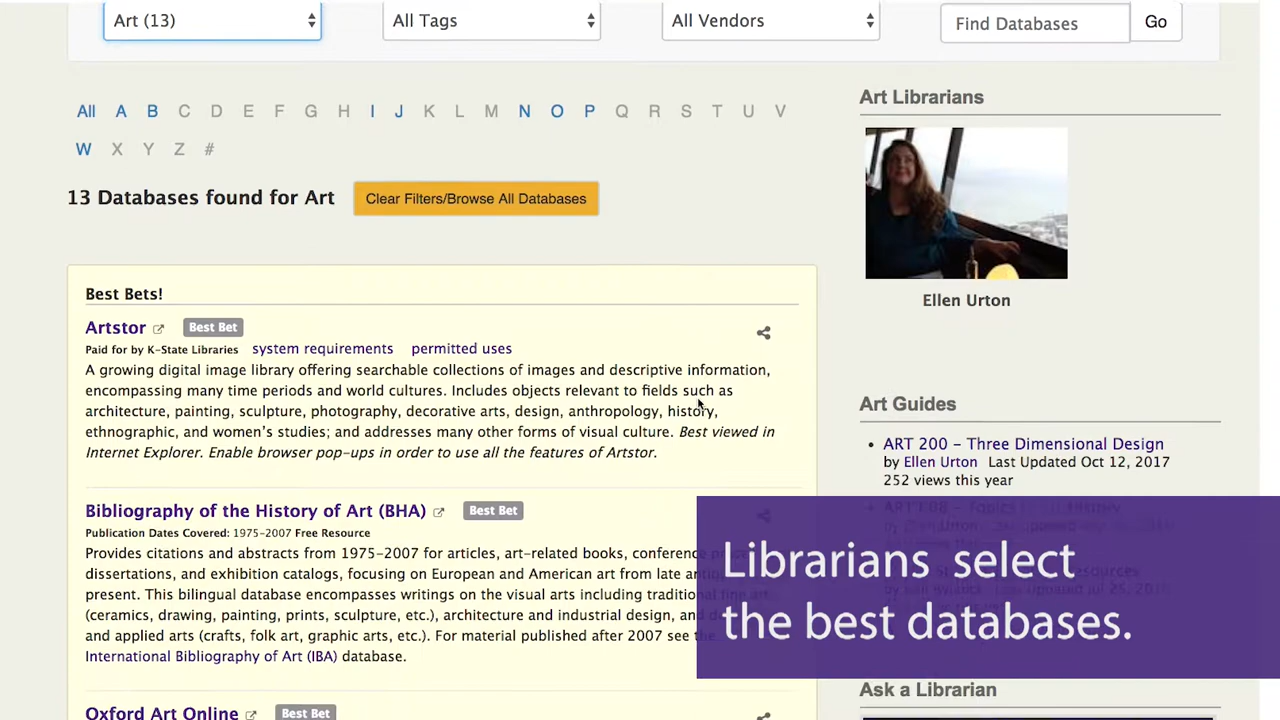 Art (13)
All Tags
All Vendors
Find Databases
Go
All A B C D E F G H I J K L M N O P Q R S T U V
W X Y Z #
13 Databases found for Art
Clear Filters/Browse All Databases
Best Bets!
Artstor Best Bet
Paid for by K-State Libraries system requirements permitted uses
A growing digital image library offering searchable collections of images and descriptive information,
encompassing many time periods and world cultures. Includes objects relevant to fields such as
architecture, painting, sculpture, photography, decorative arts, design, anthropology, history,
ethnographic, and women's studies; and addresses many other forms of visual culture. Best viewed in
Internet Explorer. Enable browser pop-ups in order to use all the features of Artstor.
Bibliography of the History of Art (BHA) Best Bet
Publication Dates Covered: 1975-2007 Free Resource
Provides citations and abstracts from 1975-2007 for articles, art-related books, conference
dissertations, and exhibition catalogs, focusing on European and American art from late
present. This bilingual database encompasses writings on the visual arts including traditional fine art
(ceramics, drawing, painting, prints, sculpture, etc.), architecture and industrial design, and
and applied arts (crafts, folk art, graphic arts, etc.). For material published after 2007 see the
International Bibliography of Art (IBA) database.
Oxford Art Online Best Bet
Art Librarians
Ellen Urton
Art Guides
ART 200 – Three Dimensional Design
by Ellen Urton Last Updated Oct 12, 2017
252 views this year
Librarians select
the best databases.
Ask a Librarian